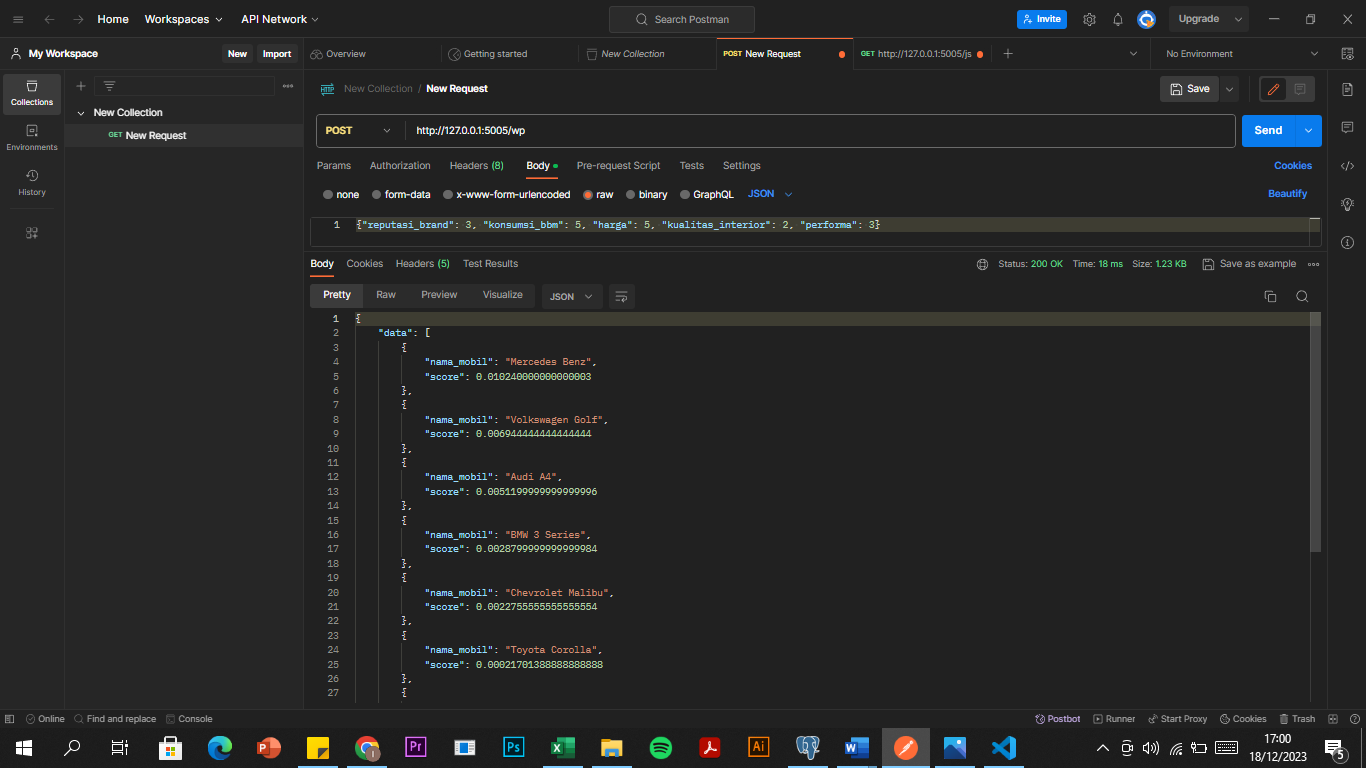 Home Workspaces API Network Search Postman Invite Upgrade
My Workspace New Import Overview Getting started New Collection POST New Request GET http://127.0.0.1:5005/js No Environment
Collections
Environments
History
New Collection
GET New Request
HTTP New Collection / New Request Save
POST http://127.0.0.1:5005/wp Send
Params Authorization Headers (8) Body Pre-request Script Tests Settings Cookies
none form-data x-www-form-urlencoded raw binary GraphQL JSON Beautify
1 {"reputasi_brand": 3, "konsumsi_bbm": 5, "harga": 5, "kualitas_interior": 2, "performa": 3}
Body Cookies Headers (5) Test Results Status: 200 OK Time: 18 ms Size: 1.23 KB Save as example
Pretty Raw Preview Visualize JSON
1 {
2 "data": [
3 {
4 "nama_mobil": "Mercedes Benz",
5 "score": 0.010240000000000003
6 },
7 {
8 "nama_mobil": "Volkswagen Golf",
9 "score": 0.006944444444444444
10 },
11 {
12 "nama_mobil": "Audi A4",
13 "score": 0.0051199999999999996
14 },
15 {
16 "nama_mobil": "BMW 3 Series",
17 "score": 0.0028799999999999984
18 },
19 {
20 "nama_mobil": "Chevrolet Malibu",
21 "score": 0.0022755555555555554
22 },
23 {
24 "nama_mobil": "Toyota Corolla",
25 "score": 0.00021701388888888888
26 },
27 {
Online Find and replace Console Postbot Runner Start Proxy Cookies Trash
17:00
18/12/2023
5